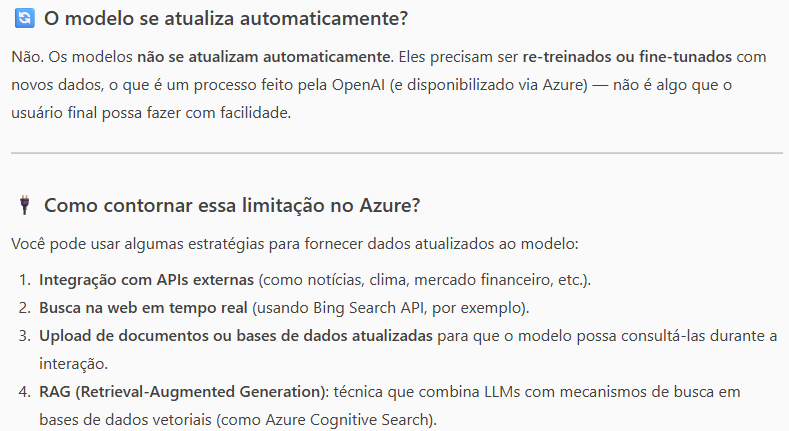 🔄 O modelo se atualiza automaticamente?
Não. Os modelos não se atualizam automaticamente. Eles precisam ser re-treinados ou fine-tunados com
novos dados, o que é um processo feito pela OpenAI (e disponibilizado via Azure) — não é algo que o
usuário final possa fazer com facilidade.
🔌 Como contornar essa limitação no Azure?
Você pode usar algumas estratégias para fornecer dados atualizados ao modelo:
1. Integração com APIs externas (como notícias, clima, mercado financeiro, etc.).
2. Busca na web em tempo real (usando Bing Search API, por exemplo).
3. Upload de documentos ou bases de dados atualizadas para que o modelo possa consultá-las durante a
interação.
4. RAG (Retrieval-Augmented Generation): técnica que combina LLMs com mecanismos de busca em
bases de dados vetoriais (como Azure Cognitive Search).